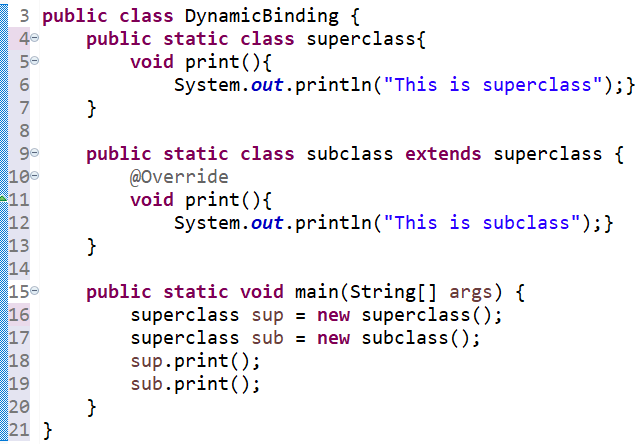 3 public class DynamicBinding {
4 public static class superclass{
5 void print(){
6 System.out.println("This is superclass");}
7 }
8
9 public static class subclass extends superclass {
10 @Override
11 void print(){
12 System.out.println("This is subclass");}
13 }
14
15 public static void main(String[] args) {
16 superclass sup = new superclass();
17 superclass sub = new subclass();
18 sup.print();
19 sub.print();
20 }
21 }